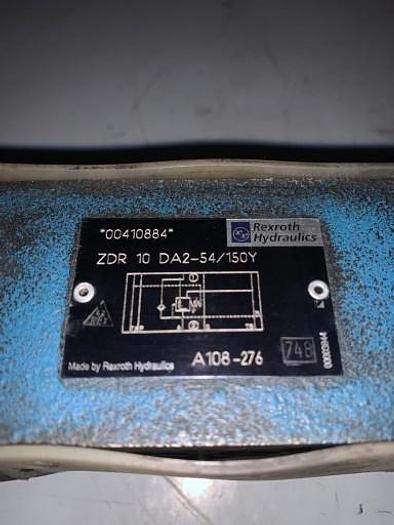 *00410884*
Rexroth
Hydraulics
ZDR 10 DA2-54/150Y
Made by Rexroth Hydraulics
A108-276
748